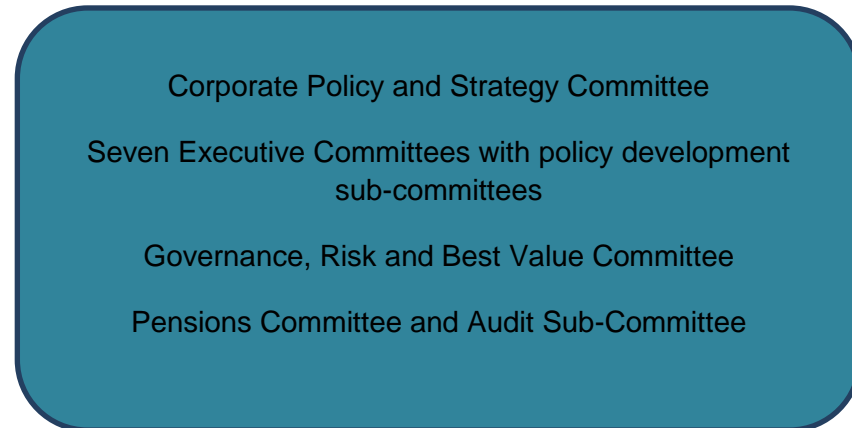 Corporate Policy and Strategy Committee
Seven Executive Committees with policy development
sub-committees
Governance, Risk and Best Value Committee
Pensions Committee and Audit Sub-Committee